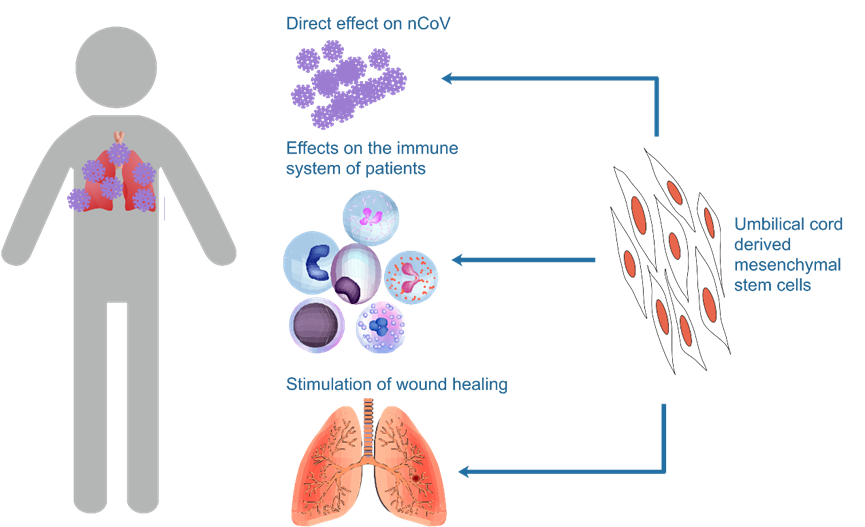 Direct effect on nCoV
Effects on the immune
system of patients
Umbilical cord
derived
mesenchymal
stem cells
Stimulation of wound healing